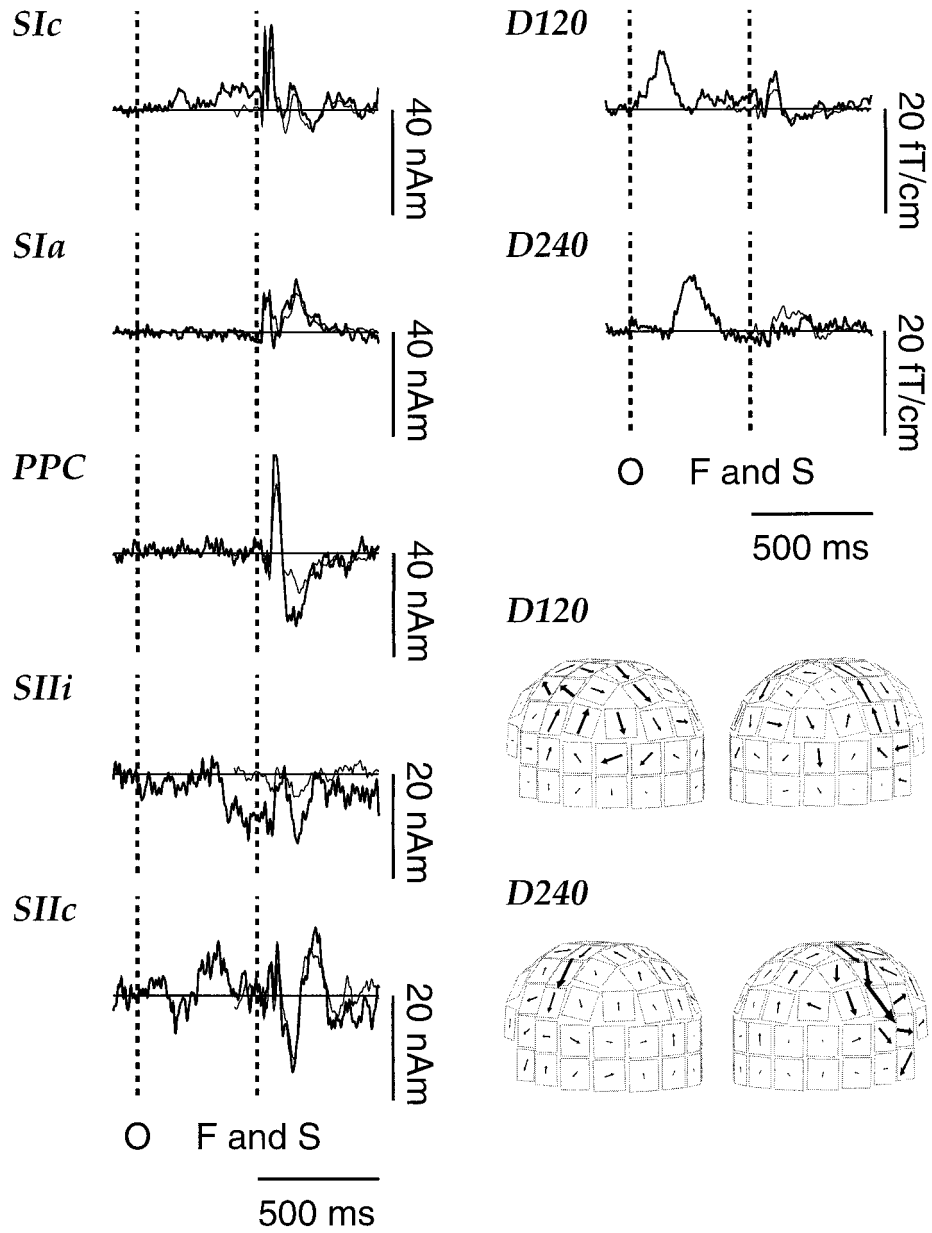 SIc
40 nAm
SIa
40 nAm
PPC
40 nAm
SIIi
20 nAm
SIIc
20 nAm
O F and S
500 ms
D120
20 fT/cm
D240
20 fT/cm
O F and S
500 ms
D120
D240